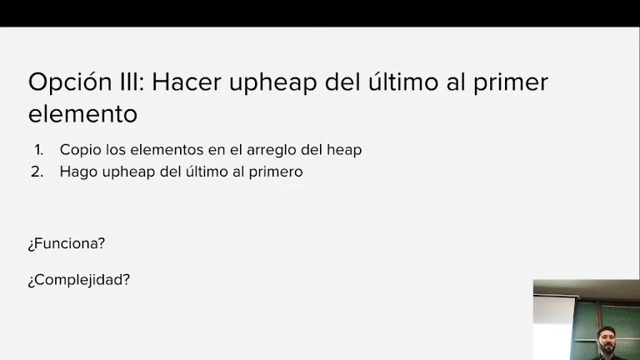 Opción III: Hacer upheap del último al primer
elemento
1. Copio los elementos en el arreglo del heap
2. Hago upheap del último al primero
¿Funciona?
¿Complejidad?